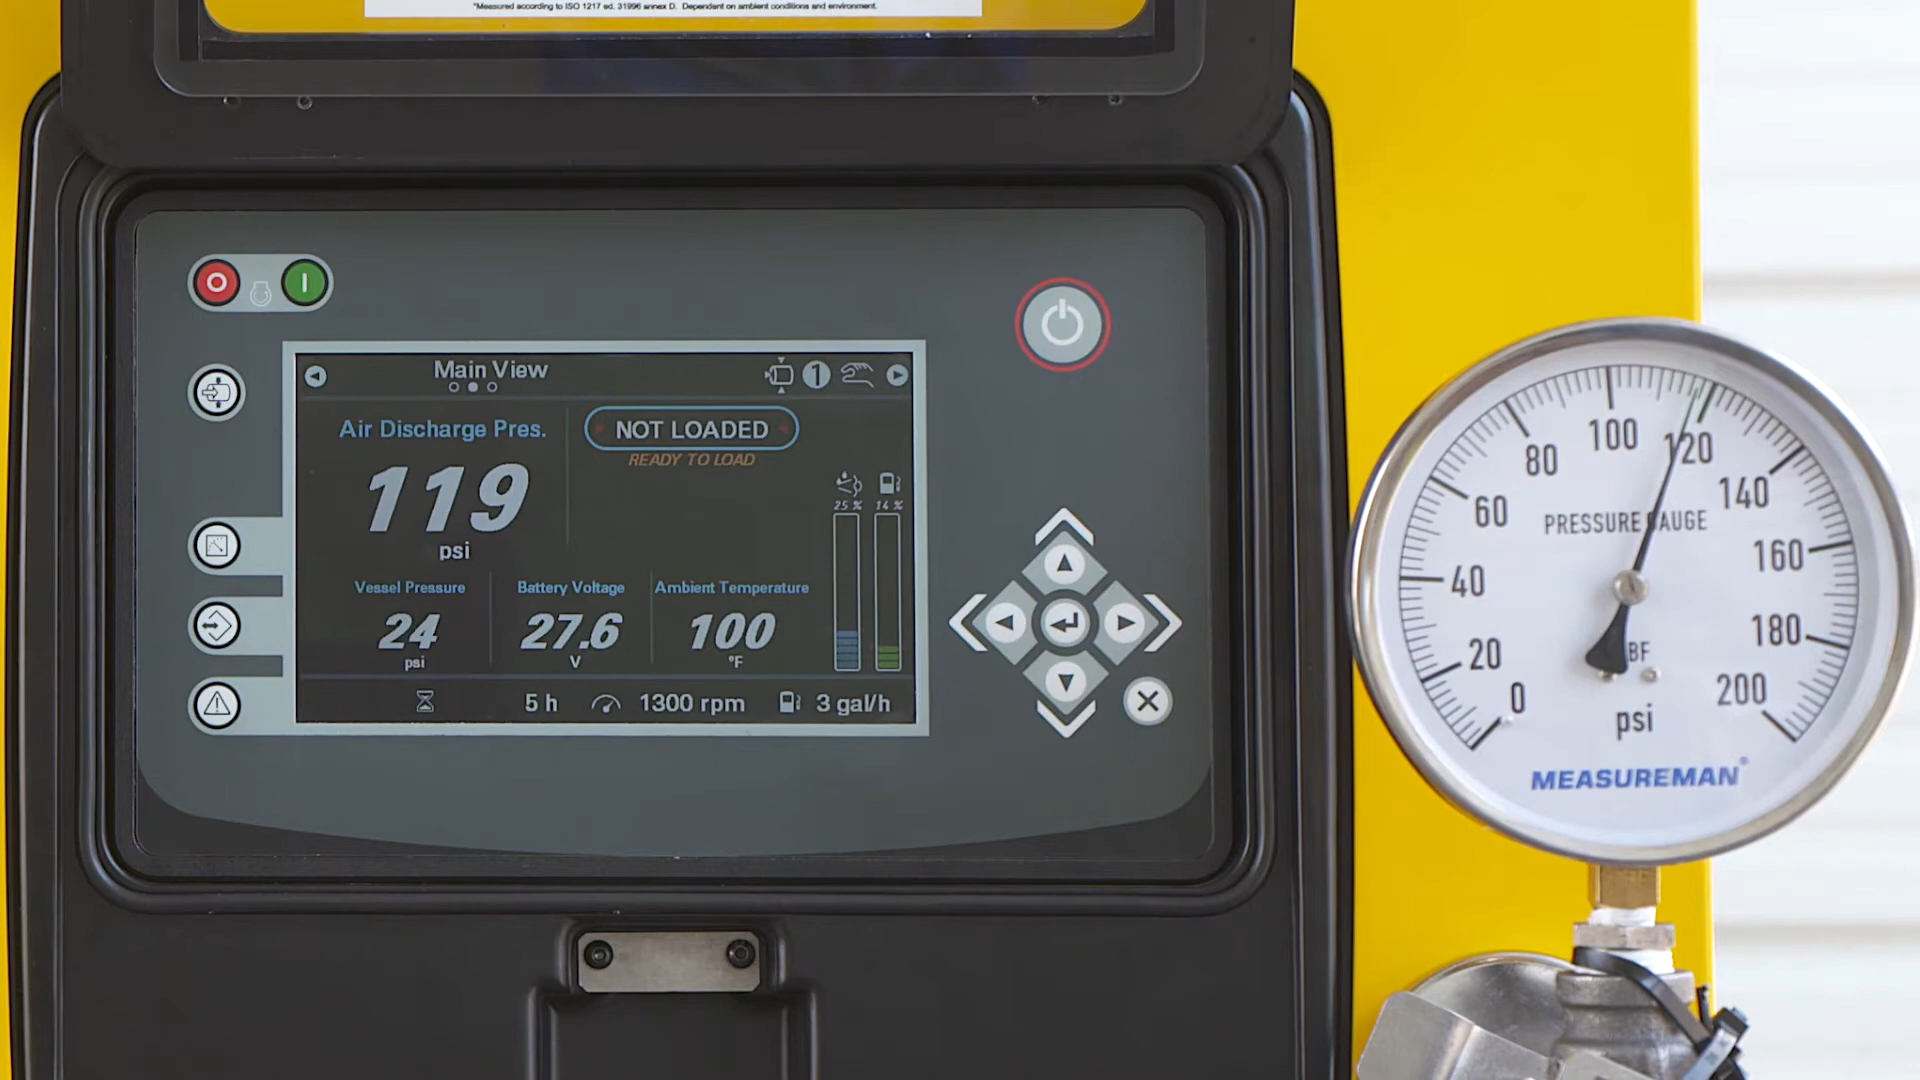 *Measured according to ISO 1217 ed. 31996 annex D. Dependent on ambient conditions and environment.
Main View
1
Air Discharge Pres.
NOT LOADED
READY TO LOAD
119
psi
25 %
14 %
Vessel Pressure
Battery Voltage
Ambient Temperature
24
27.6
100
psi
V
°F
5 h
1300 rpm
3 gal/h
0
20
40
60
80
100
120
140
160
180
200
PRESSURE GAUGE
BF
psi
MEASUREMAN®